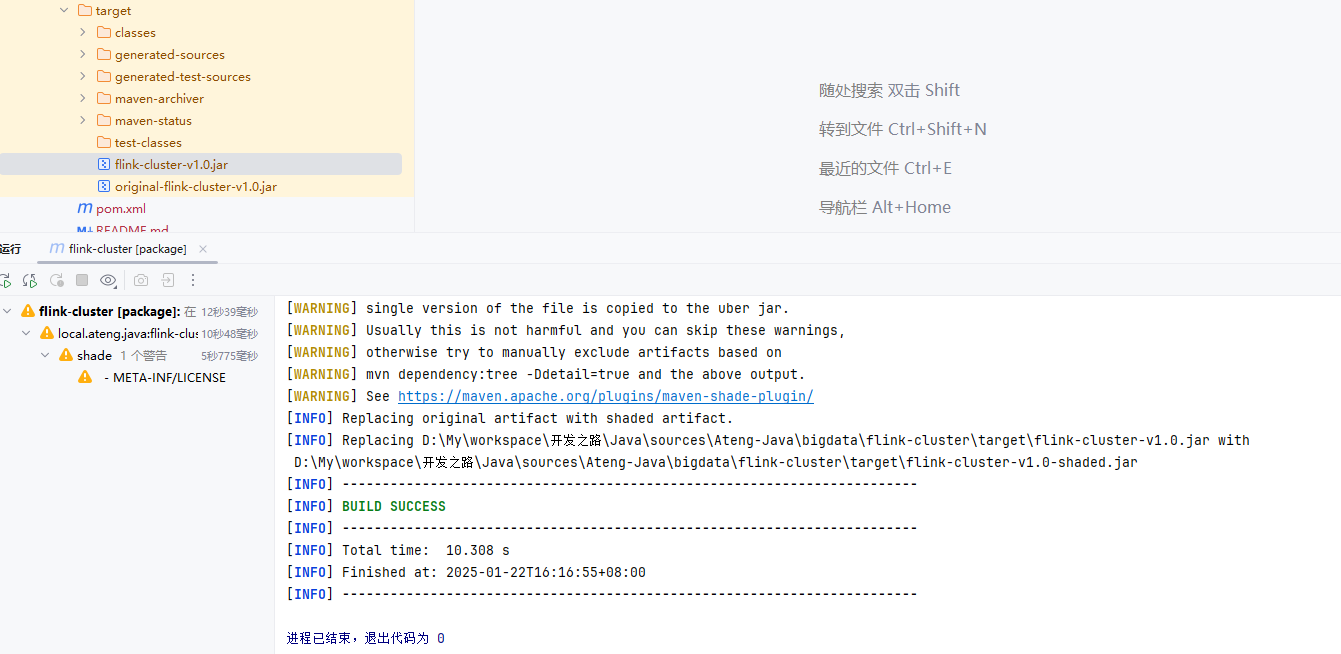 target
classes
generated-sources
generated-test-sources
maven-archiver
maven-status
test-classes
flink-cluster-v1.0.jar
original-flink-cluster-v1.0.jar
pom.xml
README.md
随处搜索 双击 Shift
转到文件 Ctrl+Shift+N
最近的文件 Ctrl+E
导航栏 Alt+Home
运行 flink-cluster [package]
flink-cluster [package]: 在 12秒39毫秒
local.ateng.java:flink-clus 10秒48毫秒
shade 1 个警告 5秒775毫秒
- META-INF/LICENSE
[WARNING] single version of the file is copied to the uber jar.
[WARNING] Usually this is not harmful and you can skip these warnings,
[WARNING] otherwise try to manually exclude artifacts based on
[WARNING] mvn dependency:tree -Ddetail=true and the above output.
[WARNING] See https://maven.apache.org/plugins/maven-shade-plugin/
[INFO] Replacing original artifact with shaded artifact.
[INFO] Replacing D:\My\workspace\开发之路\Java\sources\Ateng-Java\bigdata\flink-cluster\target\flink-cluster-v1.0.jar with
D:\My\workspace\开发之路\Java\sources\Ateng-Java\bigdata\flink-cluster\target\flink-cluster-v1.0-shaded.jar
[INFO] ------------------------------------------------------------------------
[INFO] BUILD SUCCESS
[INFO] ------------------------------------------------------------------------
[INFO] Total time:  10.308 s
[INFO] Finished at: 2025-01-22T16:16:55+08:00
[INFO] ------------------------------------------------------------------------
进程已结束，退出代码为 0